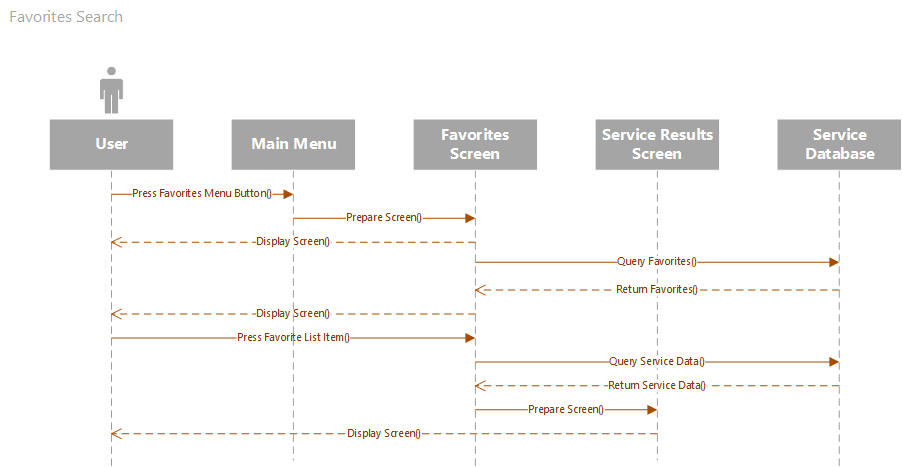 Favorites Search
User
Main Menu
Favorites
Screen
Service Results
Screen
Service
Database
Press Favorites Menu Button()
Prepare Screen()
Display Screen()
Query Favorites()
Return Favorites()
Display Screen()
Press Favorite List Item()
Query Service Data()
Return Service Data()
Prepare Screen()
Display Screen()